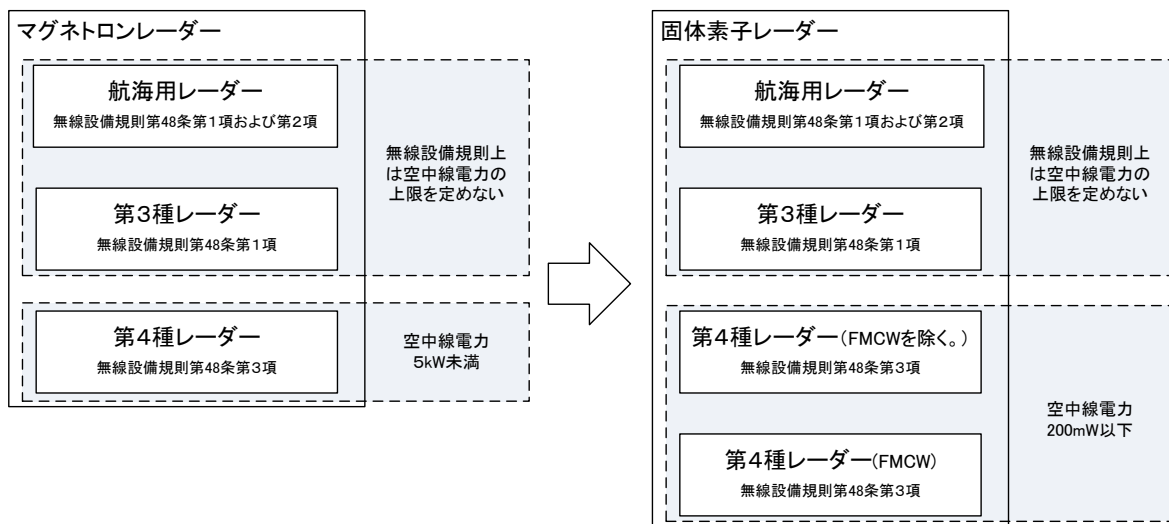 マグネトロンレーダー
航海用レーダー
無線設備規則第48条第1項および第2項
第3種レーダー
無線設備規則第48条第1項
無線設備規則上
は空中線電力の
上限を定めない
第4種レーダー
無線設備規則第48条第3項
空中線電力
5kW未満
固体素子レーダー
航海用レーダー
無線設備規則第48条第1項および第2項
第3種レーダー
無線設備規則第48条第1項
無線設備規則上
は空中線電力の
上限を定めない
第4種レーダー(FMCWを除く。)
無線設備規則第48条第3項
第4種レーダー(FMCW)
無線設備規則第48条第3項
空中線電力
200mW以下